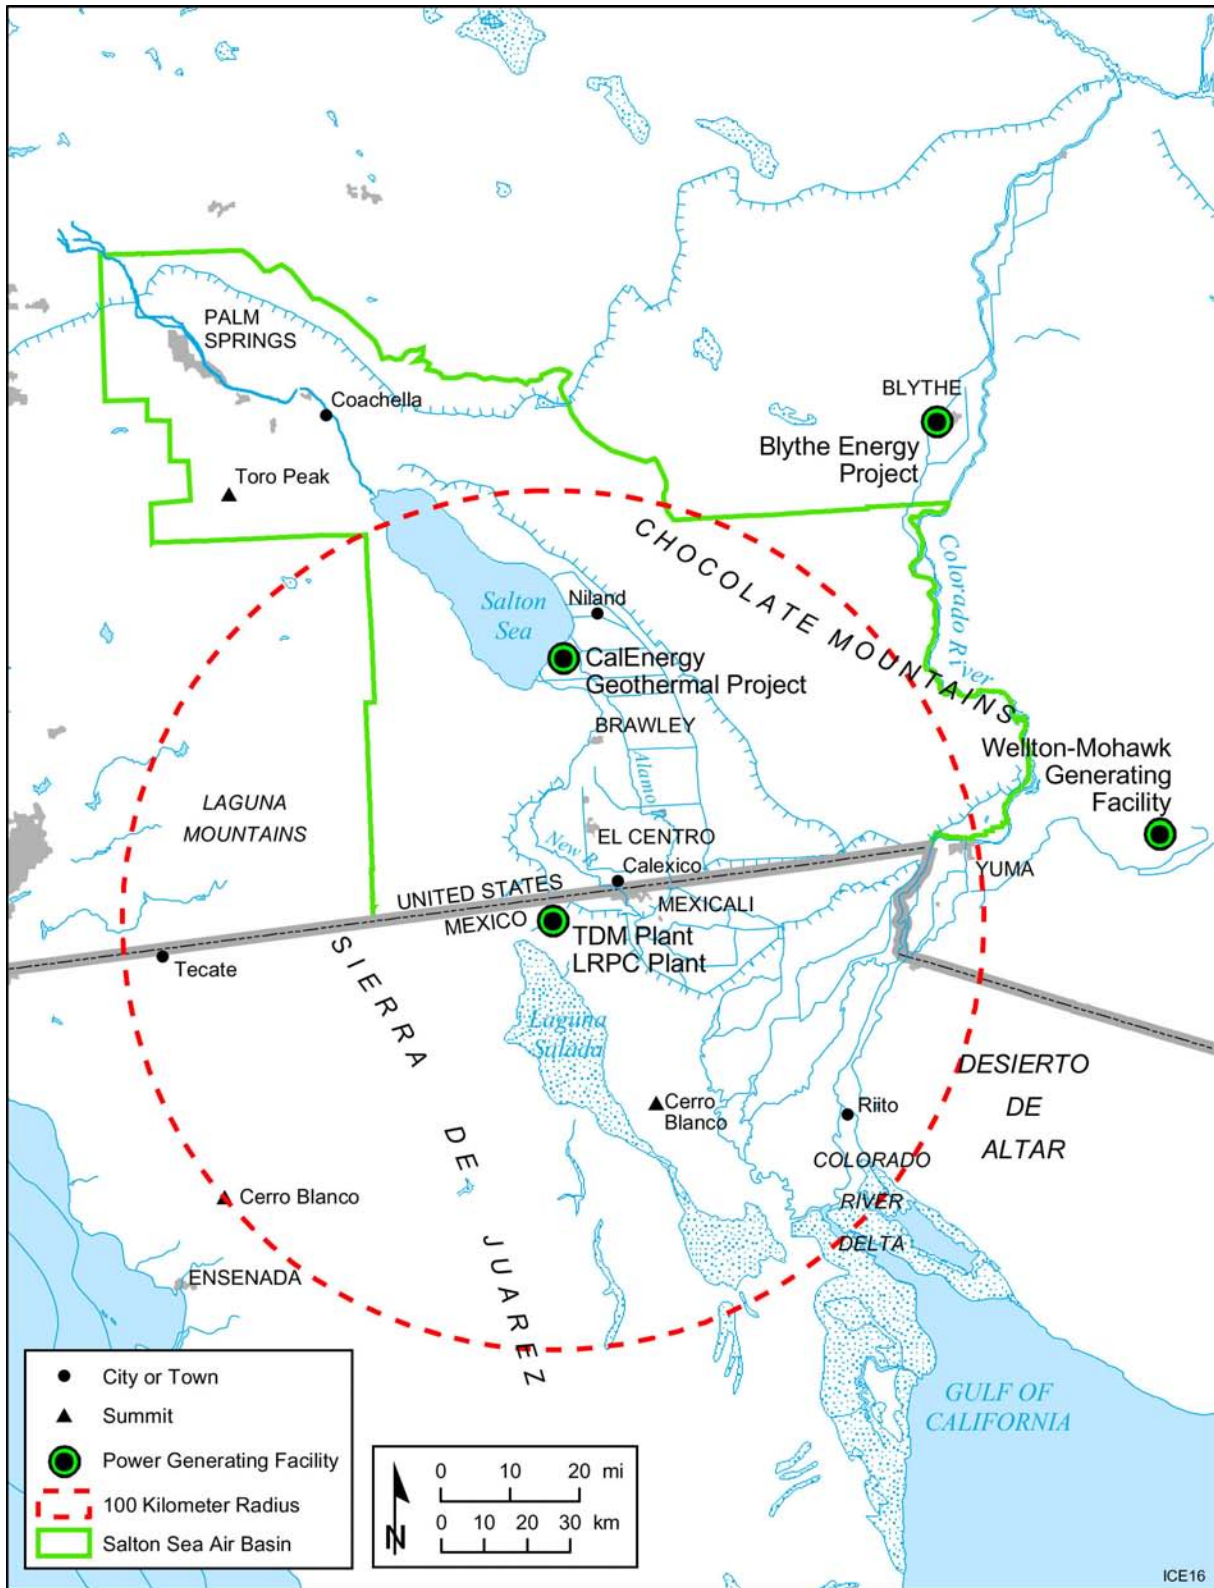 PALM
SPRINGS
Coachella
BLYTHE
Blythe Energy
Project
Toro Peak
CHOCOLATE MOUNTAINS
Colorado River
Salton
Sea
Niland
CalEnergy
Geothermal Project
BRAWLEY
Alamo R.
Wellton-Mohawk
Generating
Facility
LAGUNA
MOUNTAINS
EL CENTRO
New R.
Calexico
YUMA
UNITED STATES
MEXICO
MEXICALI
TDM Plant
LRPC Plant
Tecate
SIERRA DE JUAREZ
Laguna
Salada
DESIERTO
DE
ALTAR
Cerro
Blanco
Riito
COLORADO
RIVER
DELTA
Cerro Blanco
ENSENADA
GULF OF
CALIFORNIA
City or Town
Summit
Power Generating Facility
100 Kilometer Radius
Salton Sea Air Basin
N
0 10 20 mi
0 10 20 30 km
ICE16